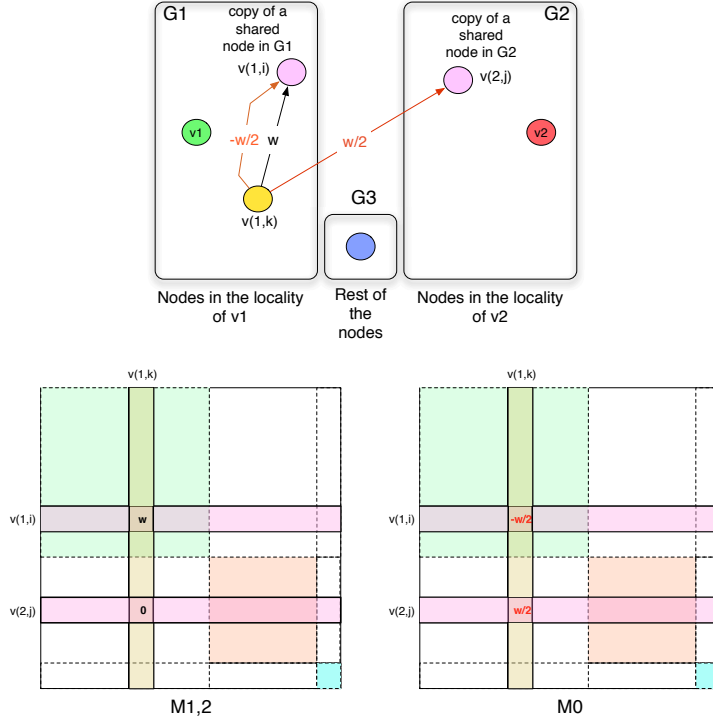 G1
copy of a
shared
node in G1
v(1,i)
G2
copy of a
shared
node in G2
v(2,j)
v1
-w/2
w
w/2
v2
v(1,k)
G3
Nodes in the locality
of v1
Rest of
the
nodes
Nodes in the locality
of v2
v(1,k)
v(1,i)
w
v(2,j)
0
M1,2
v(1,k)
v(1,i)
-w/2
v(2,j)
w/2
M0